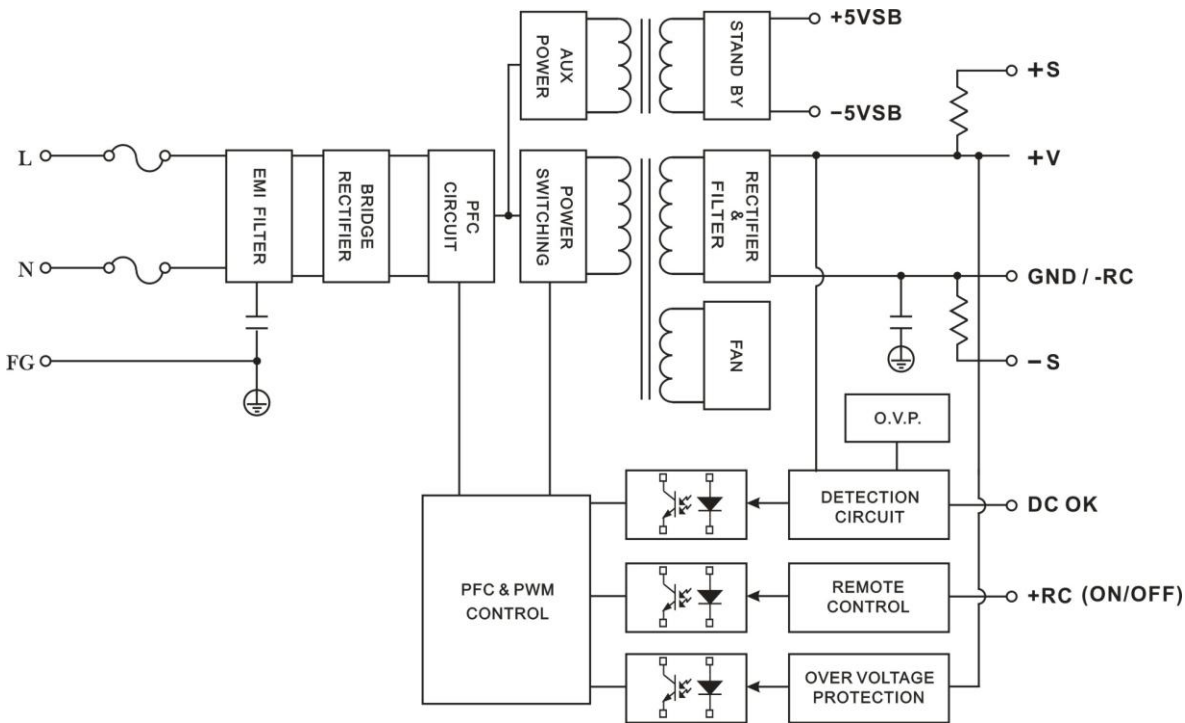 AUX
POWER
STAND BY
+5VSB
−5VSB
+S
L
EMI FILTER
BRIDGE
RECTIFIER
PFC
CIRCUIT
POWER
SWITCHING
RECTIFIER
&
FILTER
+V
N
GND / -RC
FG
FAN
−S
O.V.P.
DETECTION
CIRCUIT
DC OK
PFC & PWM
CONTROL
REMOTE
CONTROL
+RC (ON/OFF)
OVER VOLTAGE
PROTECTION